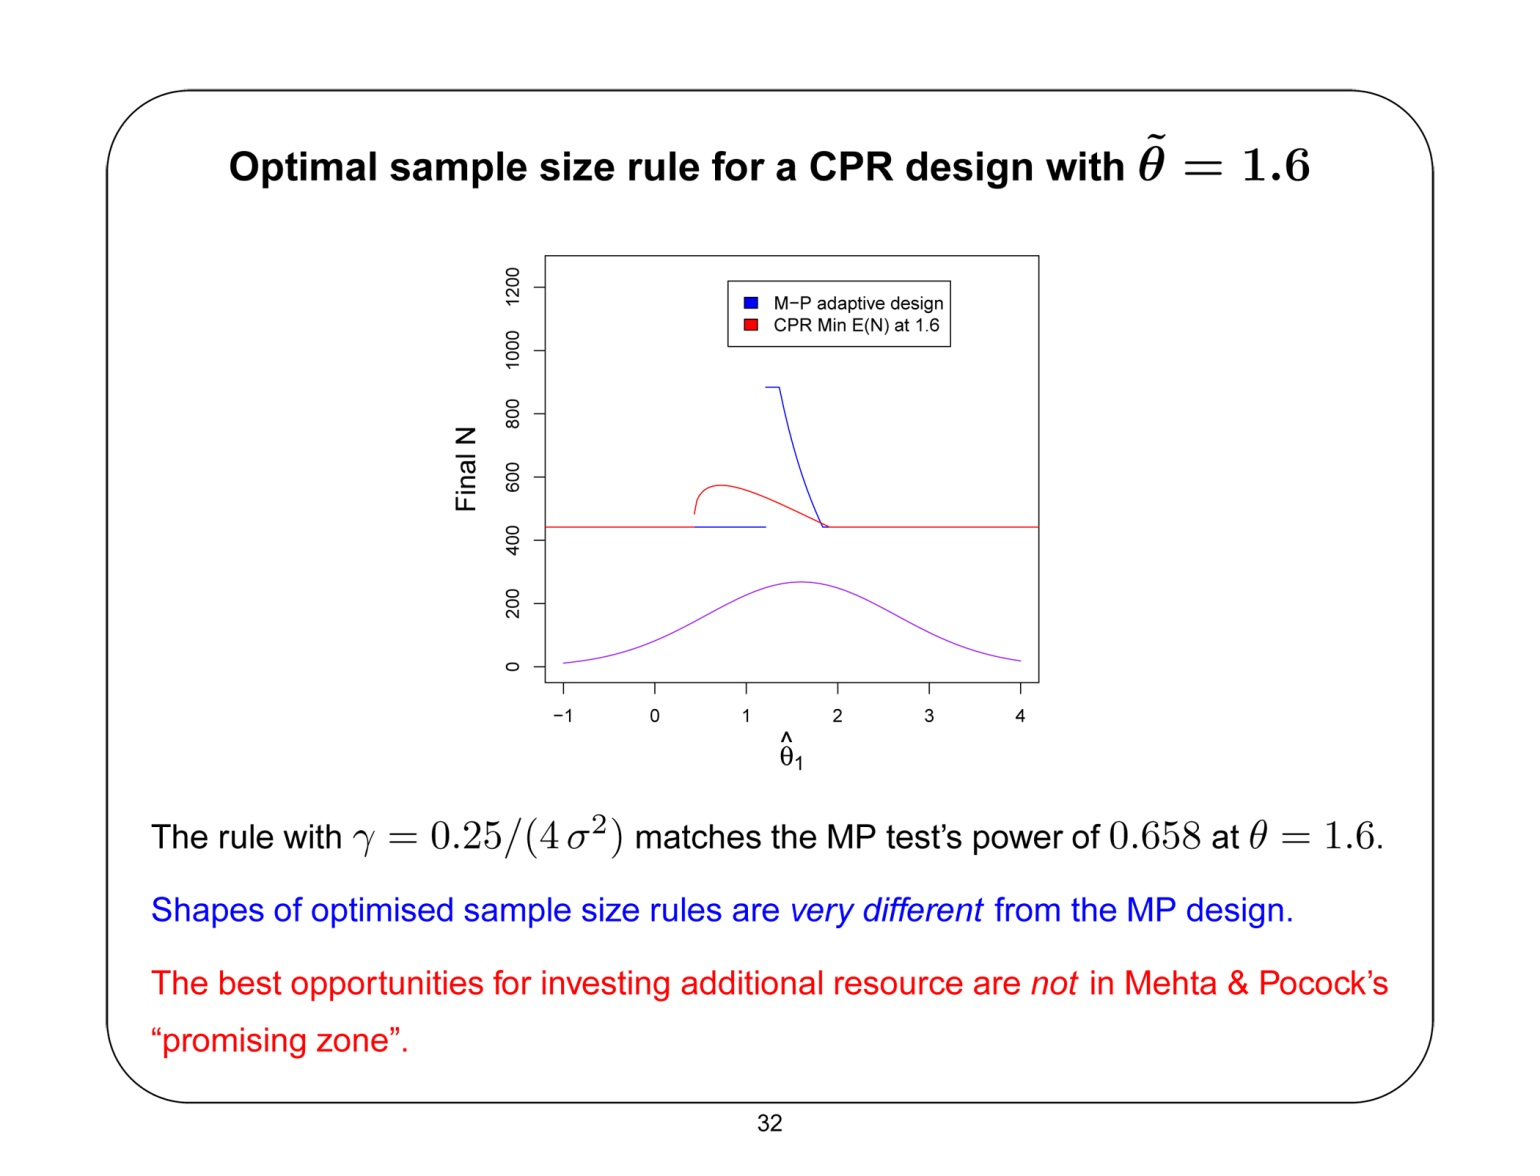 Optimal sample size rule for a CPR design with θ̃ = 1.6
1200
1000
800
600
400
200
0
Final N
M−P adaptive design
CPR Min E(N) at 1.6
−1 0 1 2 3 4
θ̂₁
The rule with γ = 0.25/(4 σ²) matches the MP test’s power of 0.658 at θ = 1.6.
Shapes of optimised sample size rules are very different from the MP design.
The best opportunities for investing additional resource are not in Mehta & Pocock’s
“promising zone”.
32